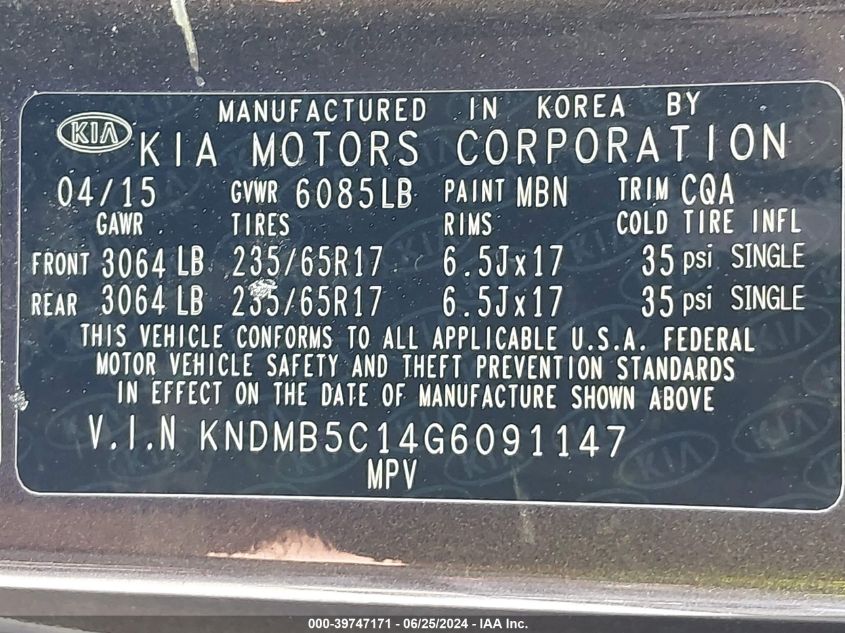 MANUFACTURED IN KOREA BY
KIA KIA MOTORS CORPORATION
04/15 GVWR 6085LB PAINT MBN TRIM CQA
GAWR TIRES RIMS COLD TIRE INFL
FRONT 3064 LB 235/65R17 6.5Jx17 35 psi SINGLE
REAR 3064 LB 235/65R17 6.5Jx17 35 psi SINGLE
THIS VEHICLE CONFORMS TO ALL APPLICABLE U.S.A. FEDERAL
MOTOR VEHICLE SAFETY AND THEFT PREVENTION STANDARDS
IN EFFECT ON THE DATE OF MANUFACTURE SHOWN ABOVE
V.I.N KNDMB5C14G6091147
MPV
000-39747171 - 06/25/2024 - IAA Inc.